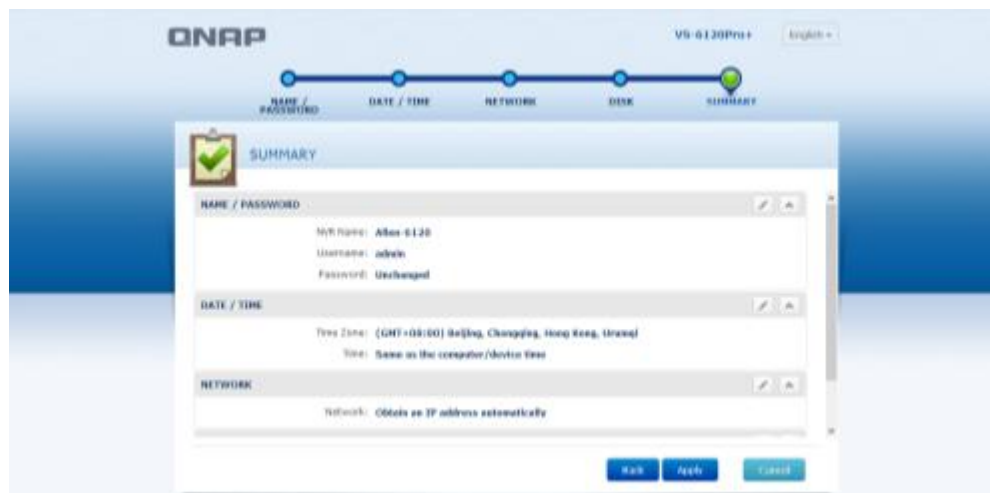 QNAP
VS-6120Pro+ English
NAME / PASSWORD
DATE / TIME
NETWORK
DISK
SUMMARY
SUMMARY
NAME / PASSWORD
NVR Name: Allen-6120
Username: admin
Password: Unchanged
DATE / TIME
Time Zone: (GMT+08:00) Beijing, Chongqing, Hong Kong, Urumqi
Time: Same as the computer/device time
NETWORK
Network: Obtain an IP address automatically
Back Apply Cancel